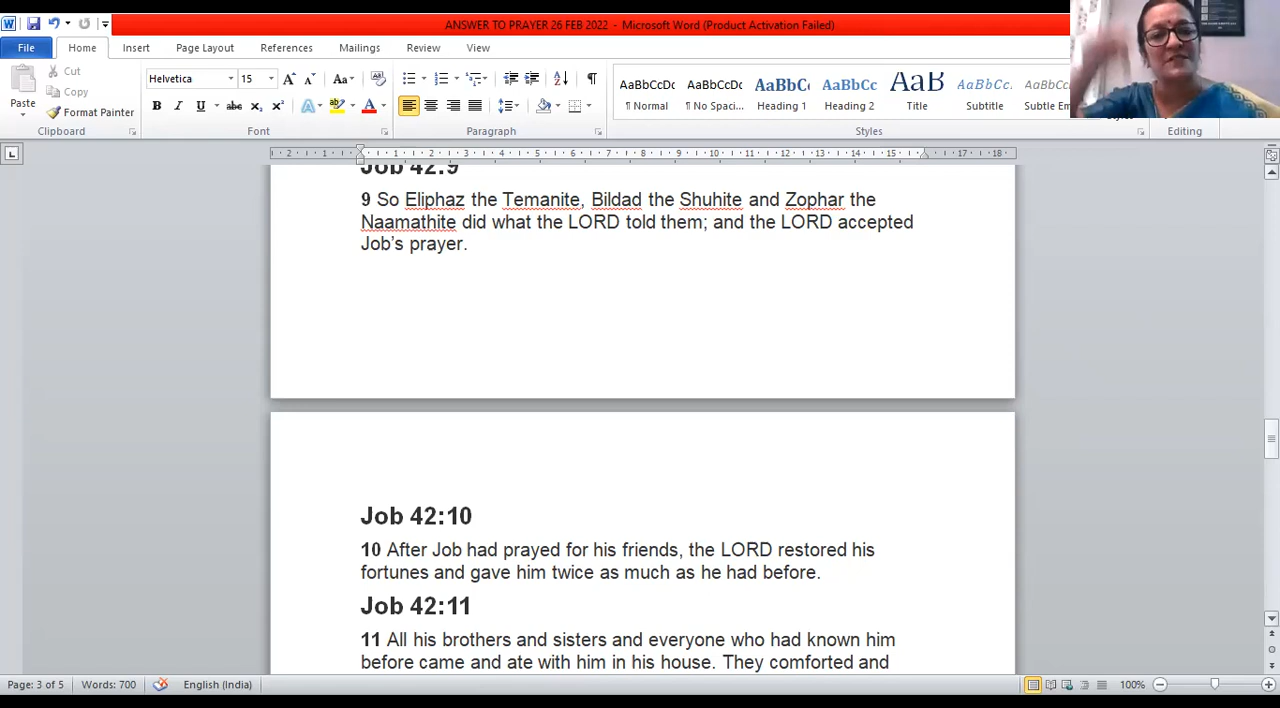 ANSWER TO PRAYER 26 FEB 2022 - Microsoft Word (Product Activation Failed)
File Home Insert Page Layout References Mailings Review View
Paste
Cut
Copy
Format Painter
Clipboard
Helvetica 15
Font
Paragraph
AaBbCcDc AaBbCcDc AaBbCc AaBbCc AaB AaBbCc. AaBbCcDc
¶ Normal ¶ No Spaci... Heading 1 Heading 2 Title Subtitle Subtle Em
Styles
Editing
Job 42:9
9 So Eliphaz the Temanite, Bildad the Shuhite and Zophar the
Naamathite did what the LORD told them; and the LORD accepted
Job’s prayer.
Job 42:10
10 After Job had prayed for his friends, the LORD restored his
fortunes and gave him twice as much as he had before.
Job 42:11
11 All his brothers and sisters and everyone who had known him
before came and ate with him in his house. They comforted and
Page: 3 of 5 Words: 700 English (India) 100%